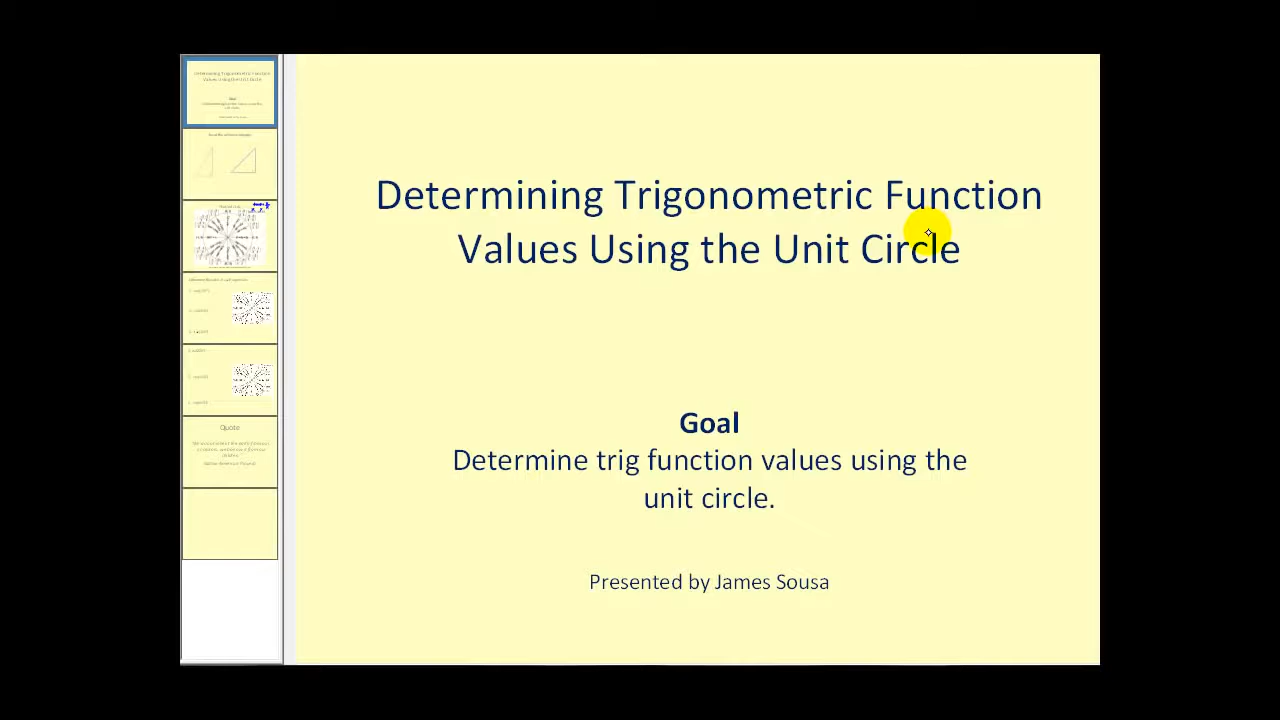 Determining Trigonometric Function
Values Using the Unit Circle
Goal
Determine trig function values using the
unit circle.
Presented by James Sousa
Quote